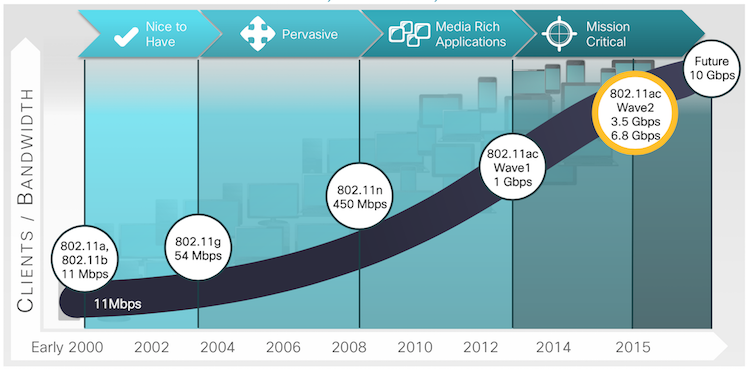 Nice to
Have
Pervasive
Media Rich
Applications
Mission
Critical
CLIENTS / BANDWIDTH
802.11a,
802.11b
11 Mbps
11Mbps
802.11g
54 Mbps
802.11n
450 Mbps
802.11ac
Wave1
1 Gbps
802.11ac
Wave2
3.5 Gbps
6.8 Gbps
Future
10 Gbps
Early 2000
2002
2004
2006
2008
2010
2012
2014
2015